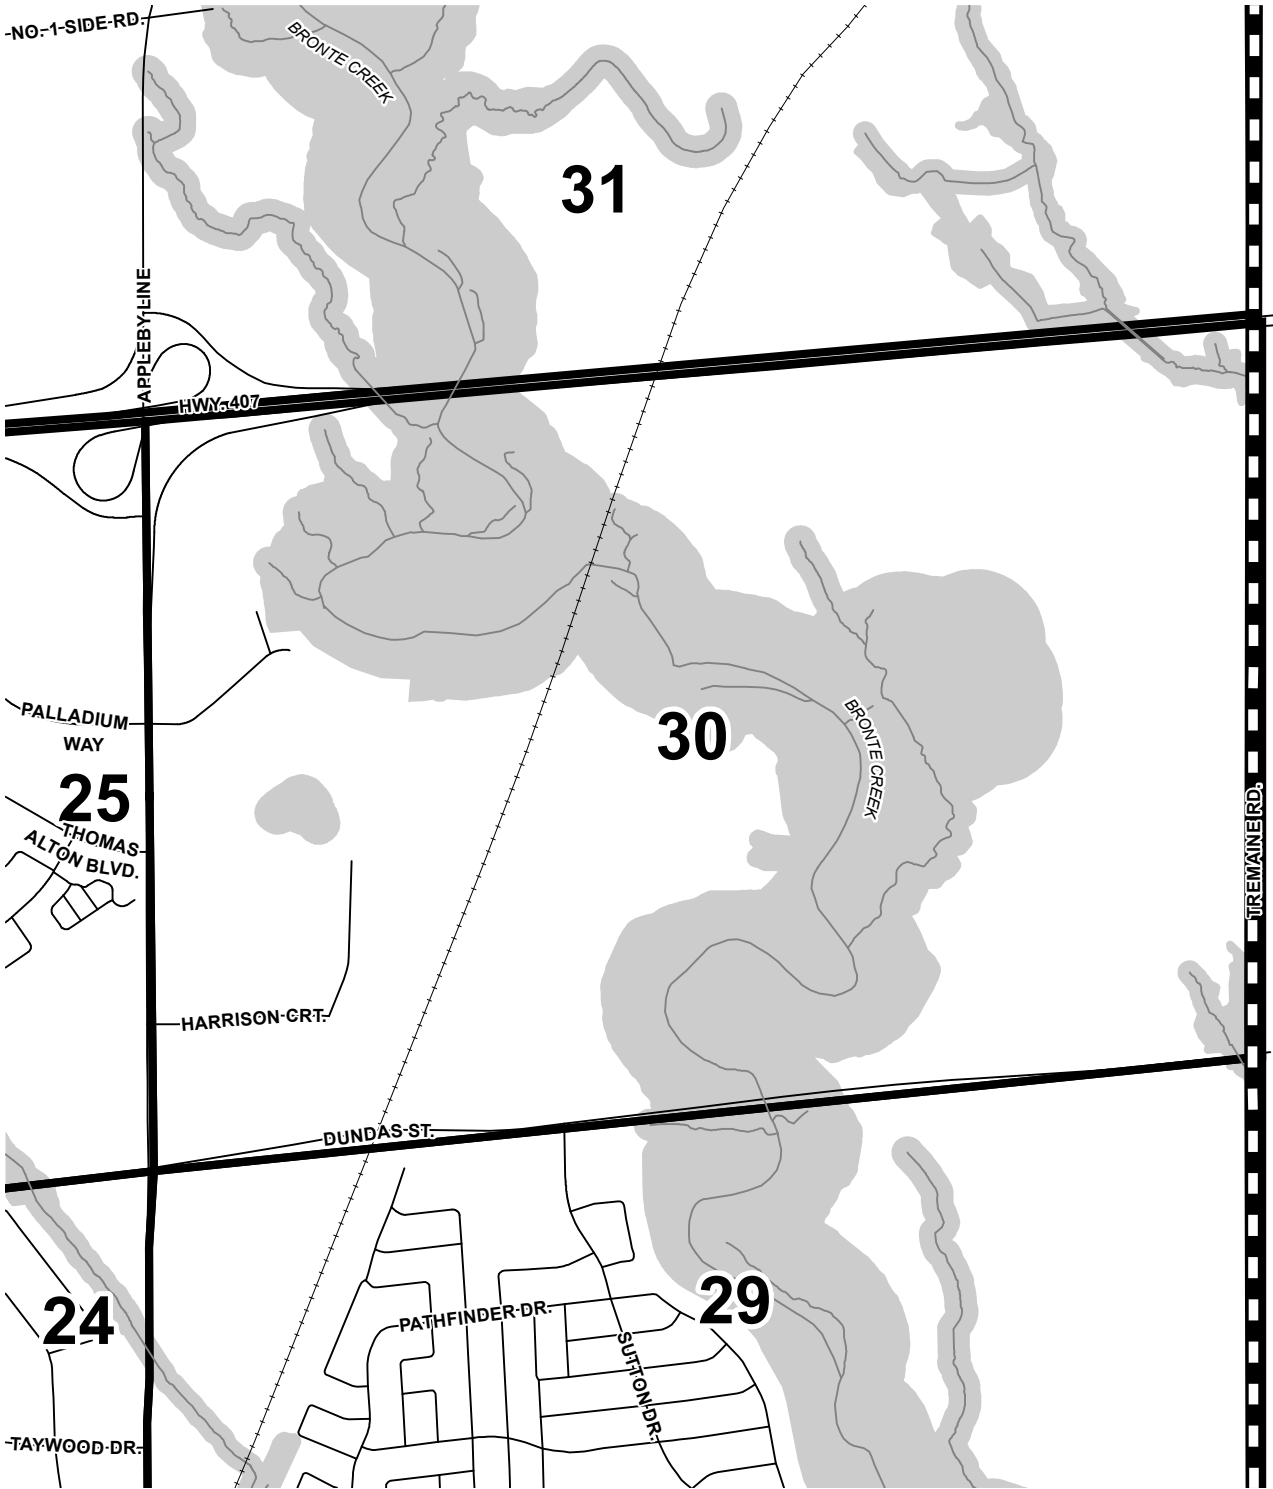 NO. 1 SIDE RD.
BRONTE CREEK
31
APPLEBY LINE
HWY. 407
PALLADIUM
WAY
30
BRONTE CREEK
25
THOMAS
ALTON BLVD.
TREMAINE RD.
HARRISON CRT.
DUNDAS ST.
29
24
PATHFINDER DR.
SUTTON DR.
TAYWOOD DR.